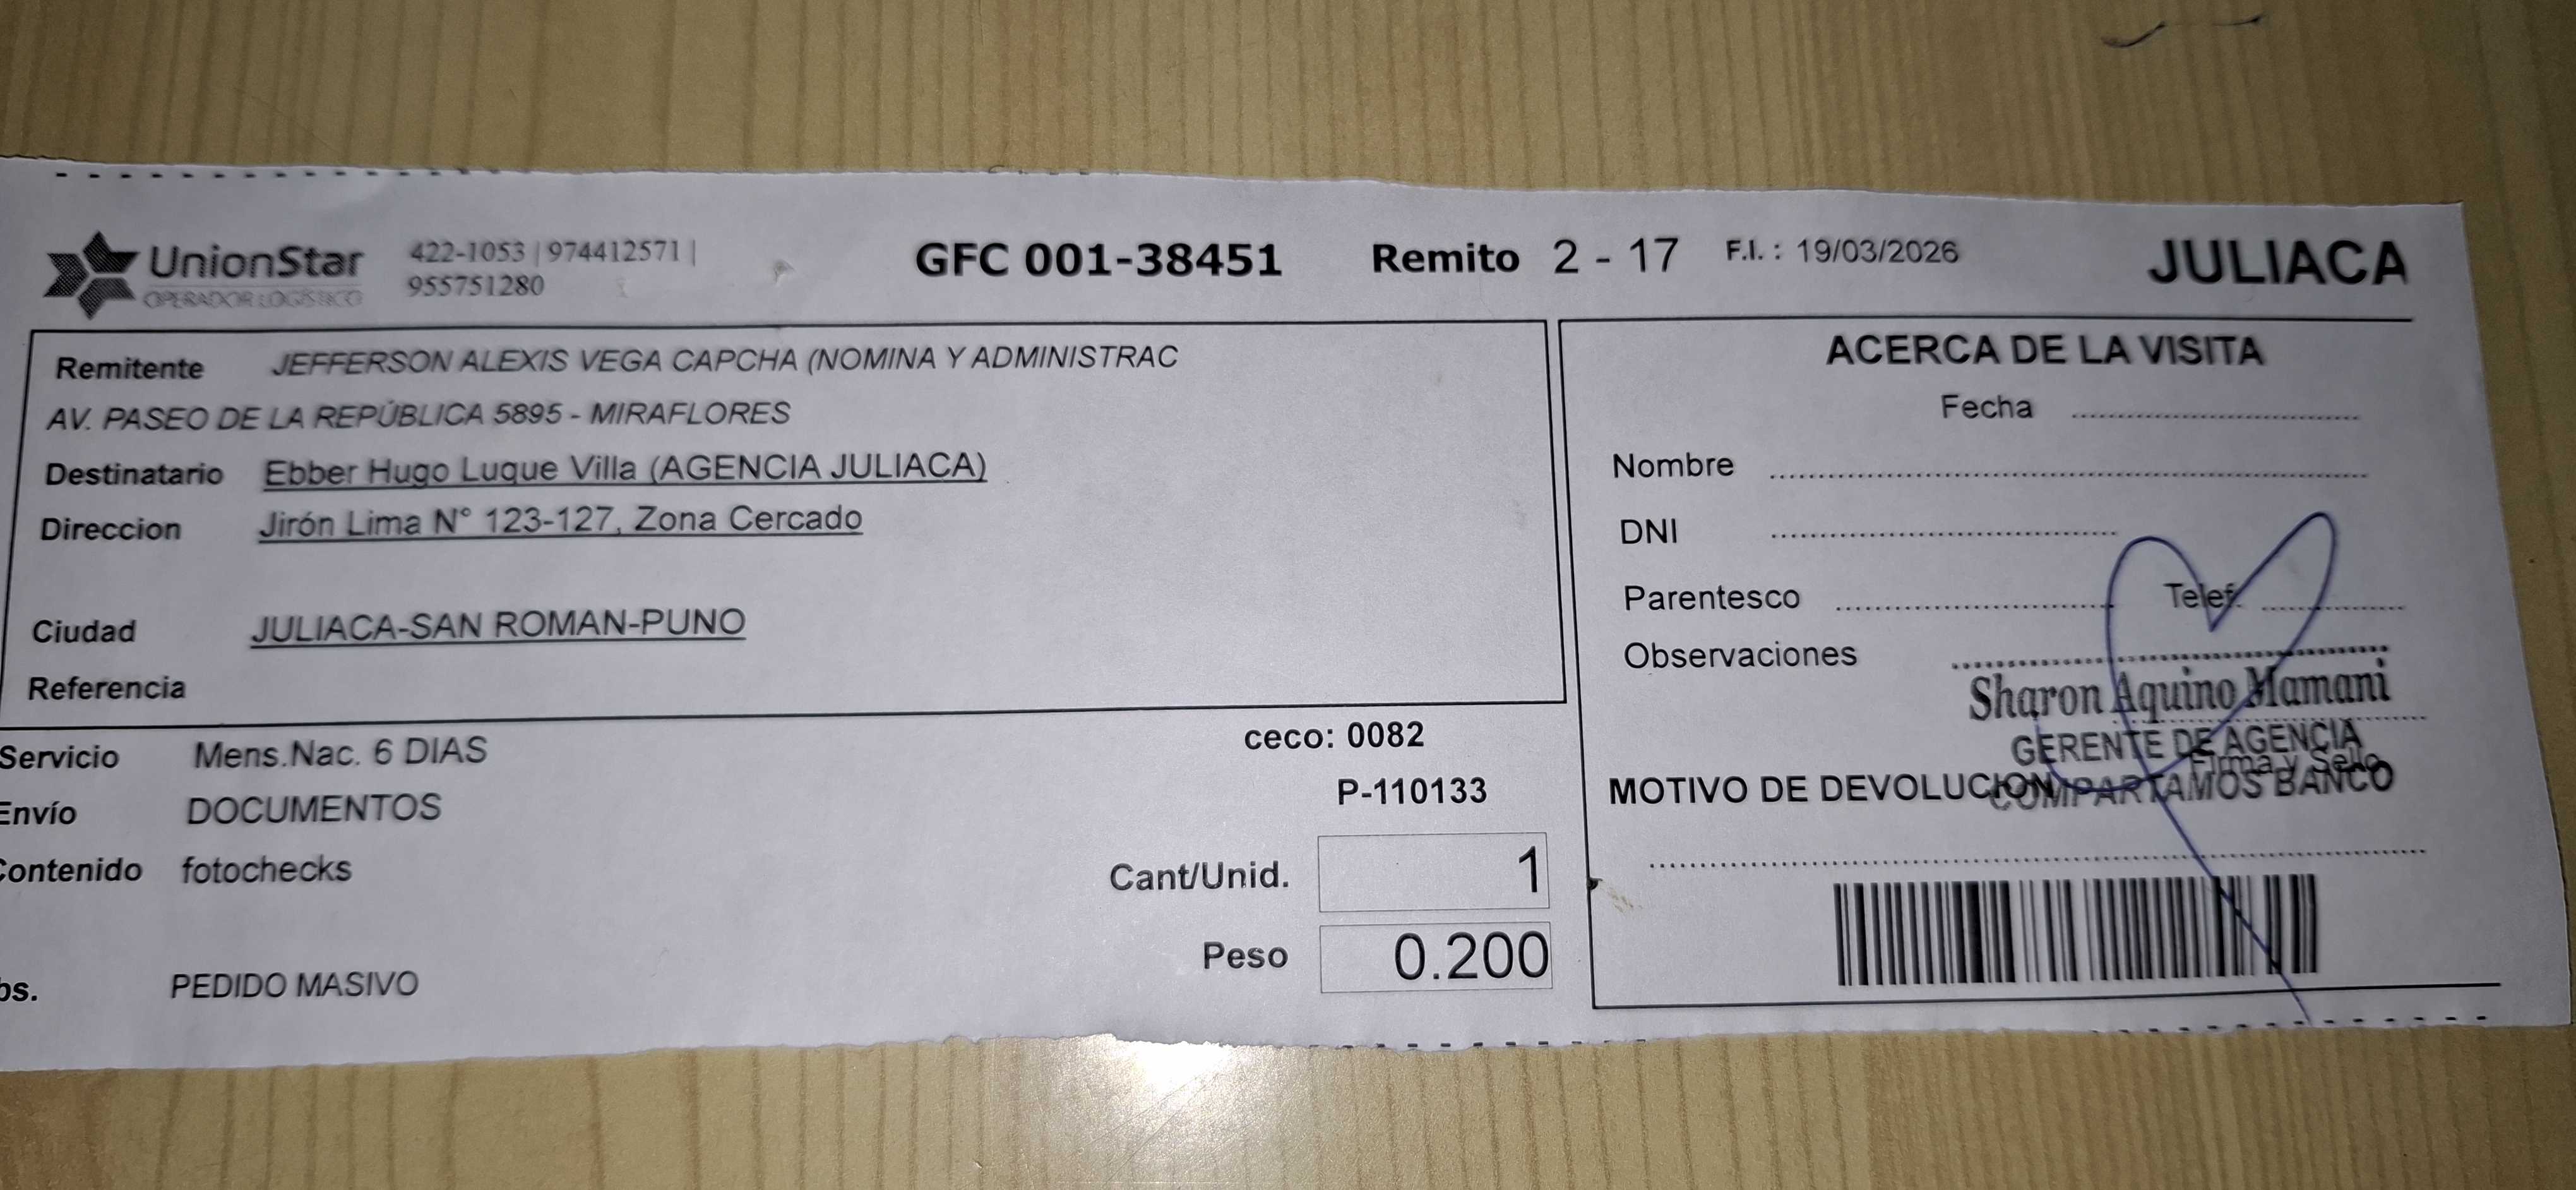 UnionStar
OPERADOR LOGÍSTICO
422-1053 | 974412571 |
955751280
GFC 001-38451 Remito 2 - 17 F.I. : 19/03/2026 JULIACA
Remitente JEFFERSON ALEXIS VEGA CAPCHA (NOMINA Y ADMINISTRAC
AV. PASEO DE LA REPÚBLICA 5895 - MIRAFLORES
Destinatario Ebber Hugo Luque Villa (AGENCIA JULIACA)
Direccion Jirón Lima N° 123-127, Zona Cercado
Ciudad JULIACA-SAN ROMAN-PUNO
Referencia
Servicio Mens.Nac. 6 DIAS
Envío DOCUMENTOS
Contenido fotochecks
bs. PEDIDO MASIVO
ceco: 0082
P-110133
Cant/Unid. 1
Peso 0.200
ACERCA DE LA VISITA
Fecha
Nombre
DNI
Parentesco Telef.
Observaciones
Sharon Aquino Mamani
GERENTE DE AGENCIA
Firma y Sello
COMPARTAMOS BANCO
MOTIVO DE DEVOLUCION